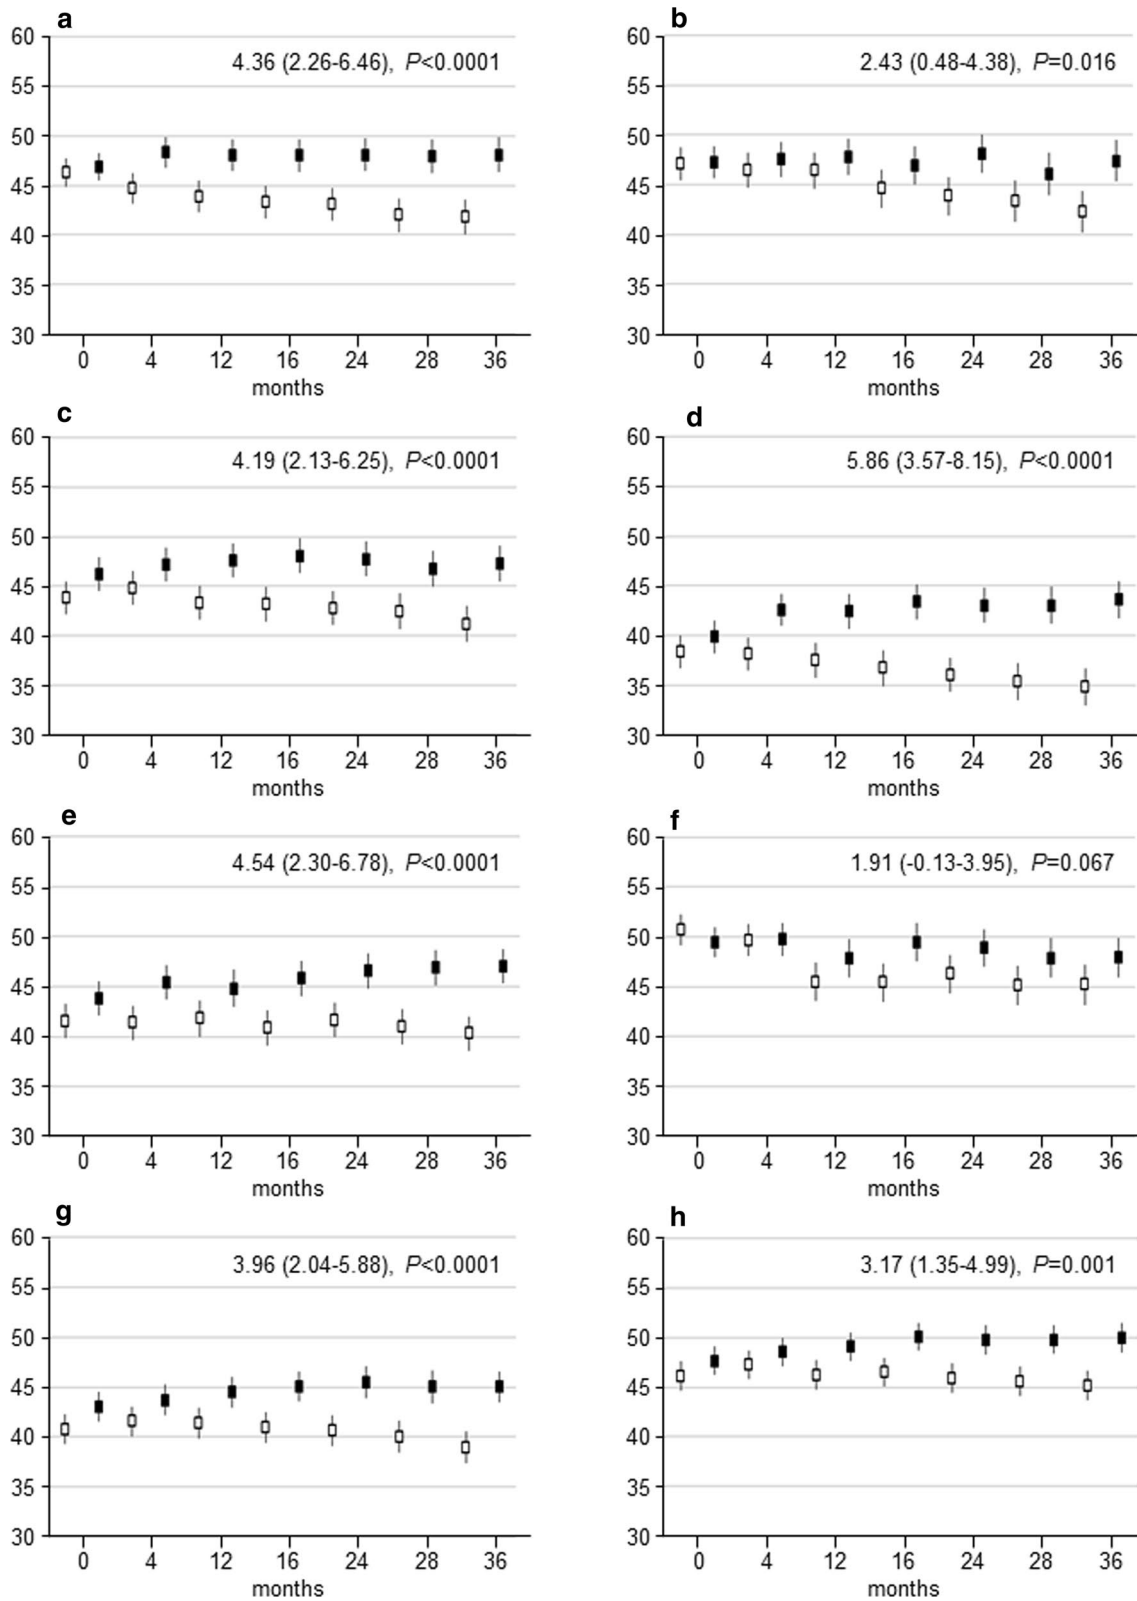 a
60
55
50
45
40
35
30
4.36 (2.26-6.46), P<0.0001
0 4 12 16 24 28 36
months
b
60
55
50
45
40
35
30
2.43 (0.48-4.38), P=0.016
0 4 12 16 24 28 36
months
c
60
55
50
45
40
35
30
4.19 (2.13-6.25), P<0.0001
0 4 12 16 24 28 36
months
d
60
55
50
45
40
35
30
5.86 (3.57-8.15), P<0.0001
0 4 12 16 24 28 36
months
e
60
55
50
45
40
35
30
4.54 (2.30-6.78), P<0.0001
0 4 12 16 24 28 36
months
f
60
55
50
45
40
35
30
1.91 (-0.13-3.95), P=0.067
0 4 12 16 24 28 36
months
g
60
55
50
45
40
35
30
3.96 (2.04-5.88), P<0.0001
0 4 12 16 24 28 36
months
h
60
55
50
45
40
35
30
3.17 (1.35-4.99), P=0.001
0 4 12 16 24 28 36
months